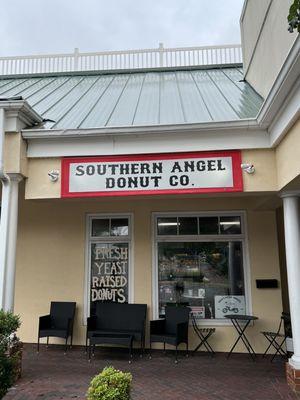 SOUTHERN ANGEL
DONUT CO.
FRESH
YEAST
RAISED
DONUTS